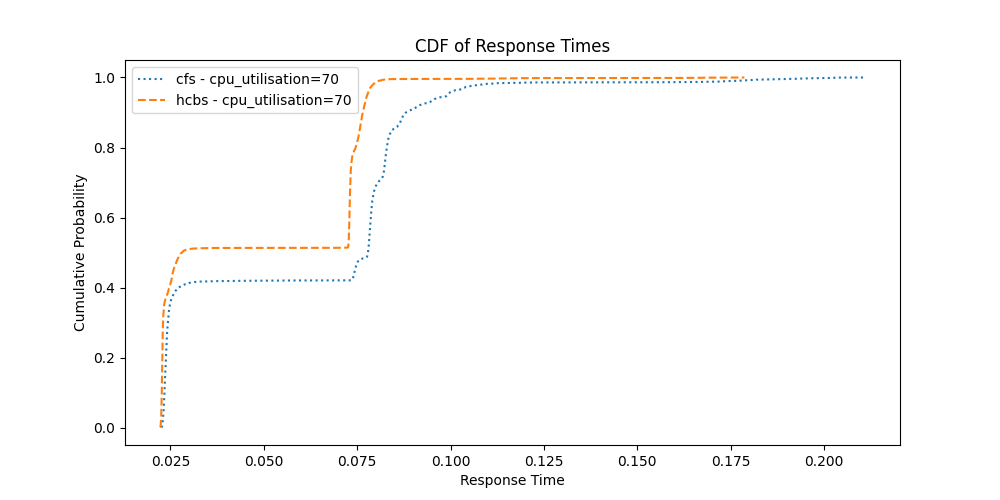 CDF of Response Times
cfs - cpu_utilisation=70
hcbs - cpu_utilisation=70
Cumulative Probability
1.0
0.8
0.6
0.4
0.2
0.0
0.025
0.050
0.075
0.100
0.125
0.150
0.175
0.200
Response Time